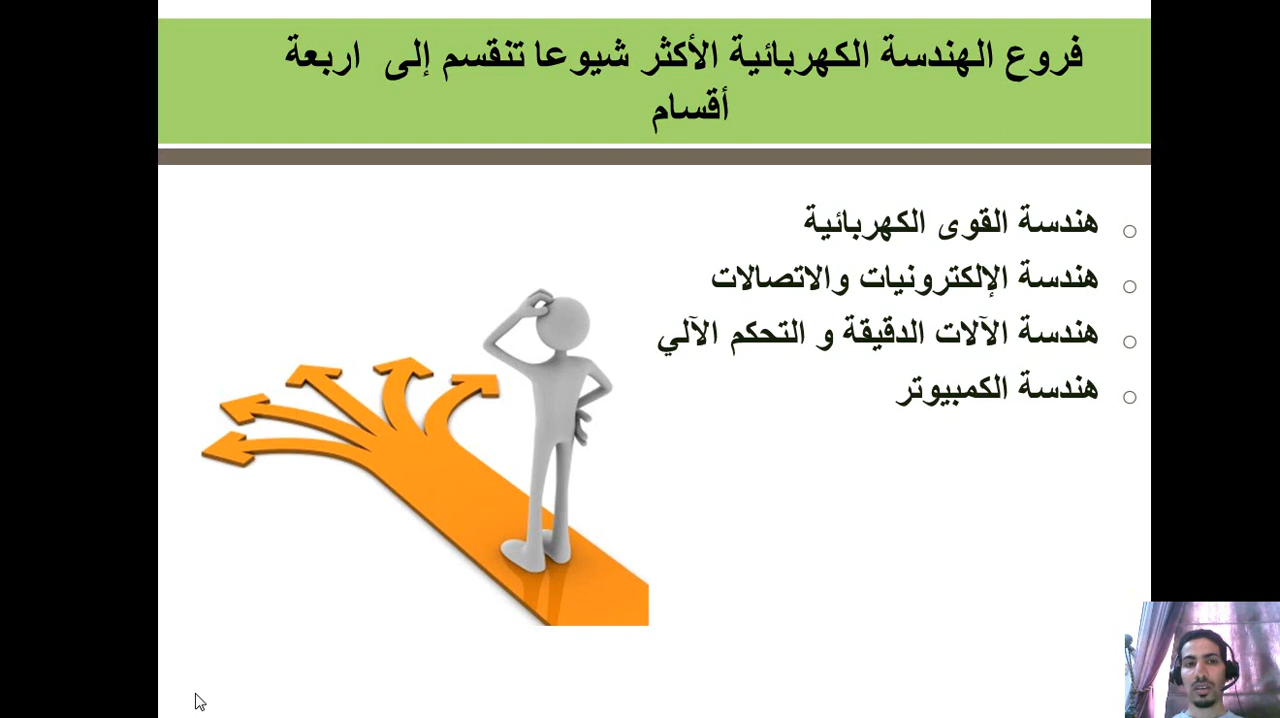 فروع الهندسة الكهربائية الأكثر شيوعا تنقسم إلى اربعة
أقسام
هندسة القوى الكهربائية
هندسة الإلكترونيات والاتصالات
هندسة الآلات الدقيقة و التحكم الآلي
هندسة الكمبيوتر